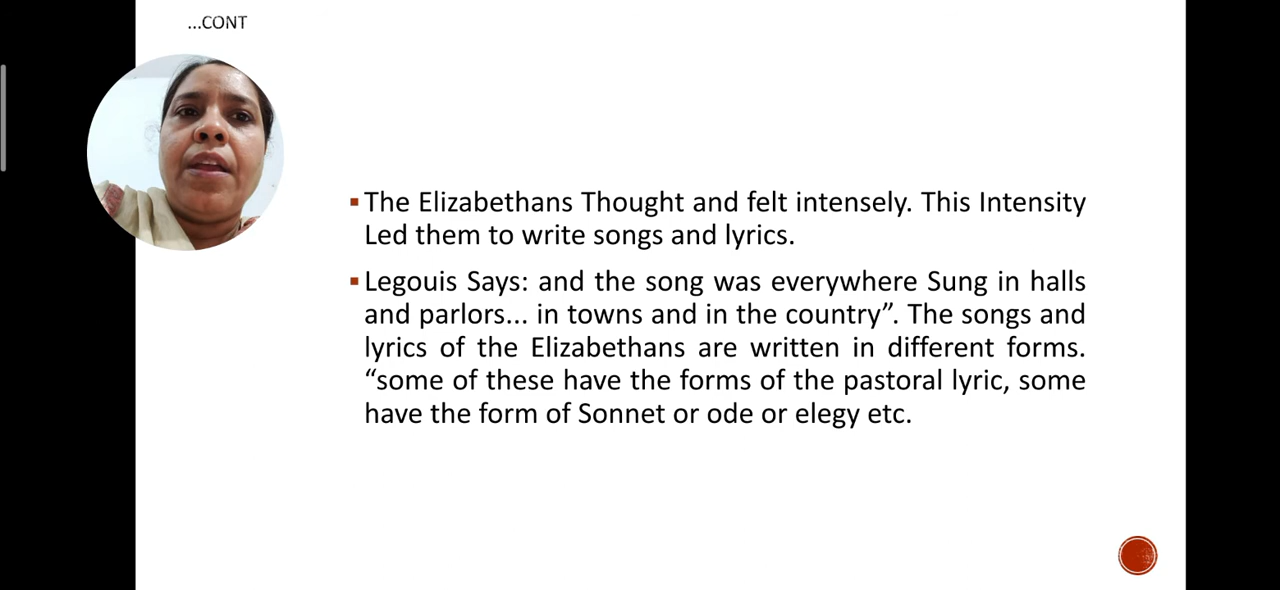 ...CONT
The Elizabethans Thought and felt intensely. This Intensity
Led them to write songs and lyrics.
Legouis Says: and the song was everywhere Sung in halls
and parlors... in towns and in the country”. The songs and
lyrics of the Elizabethans are written in different forms.
“some of these have the forms of the pastoral lyric, some
have the form of Sonnet or ode or elegy etc.